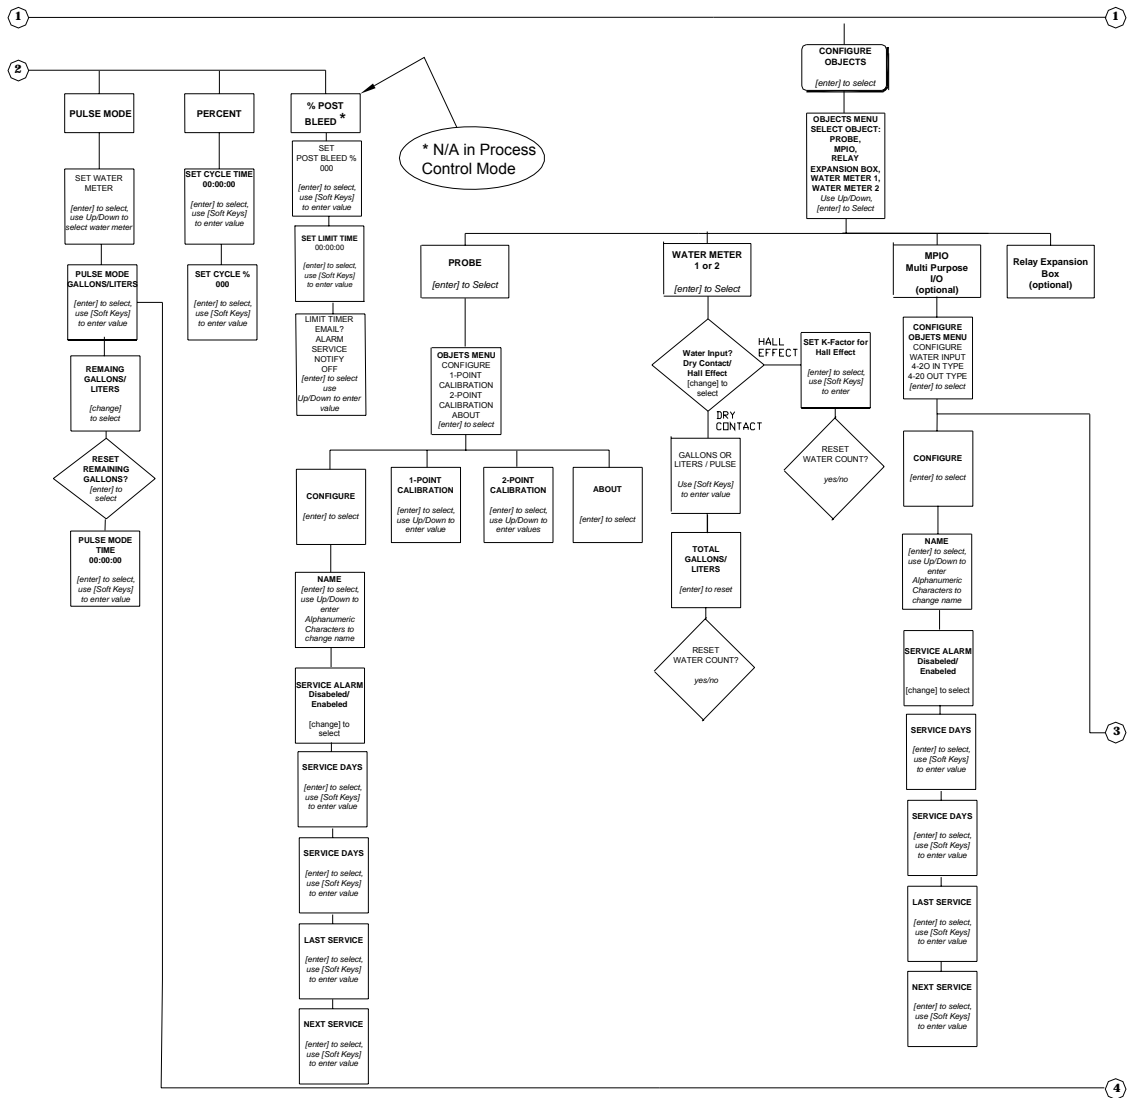 1
1
CONFIGURE
OBJECTS
[enter] to select
2
PULSE MODE
PERCENT
% POST
BLEED *
* N/A in Process
Control Mode
OBJECTS MENU
SELECT OBJECT:
PROBE,
MPIO,
RELAY
EXPANSION BOX,
WATER METER 1,
WATER METER 2
Use Up/Down,
[enter] to Select
SET WATER
METER
[enter] to select,
use Up/Down to
select water meter
SET CYCLE TIME
00:00:00
[enter] to select,
use [Soft Keys]
to enter value
SET
POST BLEED %
000
[enter] to select,
use [Soft Keys]
to enter value
PULSE MODE
GALLONS/LITERS
[enter] to select,
use [Soft Keys]
to enter value
SET CYCLE %
000
[enter] to select,
use [Soft Keys]
to enter value
SET LIMIT TIME
00:00:00
[enter] to select,
use [Soft Keys]
to enter value
PROBE
[enter] to Select
WATER METER
1 or 2
[enter] to Select
MPIO
Multi Purpose
I/O
(optional)
Relay Expansion
Box
(optional)
LIMIT TIMER
EMAIL?
ALARM
SERVICE
NOTIFY
OFF
[enter] to select
use
Up/Down to enter
value
REMAING
GALLONS/
LITERS
[change]
to select
OBJETS MENU
CONFIGURE
1-POINT
CALIBRATION
2-POINT
CALIBRATION
ABOUT
[enter] to select
Water Input?
Dry Contact/
Hall Effect
[change] to
select
HALL
EFFECT
SET K-Factor for
Hall Effect
[enter] to select,
use [Soft Keys]
to enter
CONFIGURE
OBJETS MENU
CONFIGURE
WATER INPUT
4-2O IN TYPE
4-20 OUT TYPE
[enter] to select
DRY
CONTACT
RESET
REMAINING
GALLONS?
[enter] to
select
CONFIGURE
[enter] to select
1-POINT
CALIBRATION
[enter] to select,
use Up/Down to
enter value
2-POINT
CALIBRATION
[enter] to select,
use Up/Down to
enter values
ABOUT
[enter] to select
GALLONS OR
LITERS / PULSE
Use [Soft Keys]
to enter value
RESET
WATER COUNT?
yes/no
CONFIGURE
[enter] to select
PULSE MODE
TIME
00:00:00
[enter] to select,
use [Soft Keys]
to enter value
NAME
[enter] to select,
use Up/Down to
enter
Alphanumeric
Characters to
change name
TOTAL
GALLONS/
LITERS
[enter] to reset
NAME
[enter] to select,
use Up/Down to
enter
Alphanumeric
Characters to
change name
SERVICE ALARM
Disabeled/
Enabeled
[change] to
select
RESET
WATER COUNT?
yes/no
SERVICE ALARM
Disabeled/
Enabeled
[change] to select
SERVICE DAYS
[enter] to select,
use [Soft Keys]
to enter value
SERVICE DAYS
[enter] to select,
use [Soft Keys]
to enter value
3
SERVICE DAYS
[enter] to select,
use [Soft Keys]
to enter value
SERVICE DAYS
[enter] to select,
use [Soft Keys]
to enter value
LAST SERVICE
[enter] to select,
use [Soft Keys]
to enter value
LAST SERVICE
[enter] to select,
use [Soft Keys]
to enter value
NEXT SERVICE
[enter] to select,
use [Soft Keys]
to enter value
NEXT SERVICE
[enter] to select,
use [Soft Keys]
to enter value
4